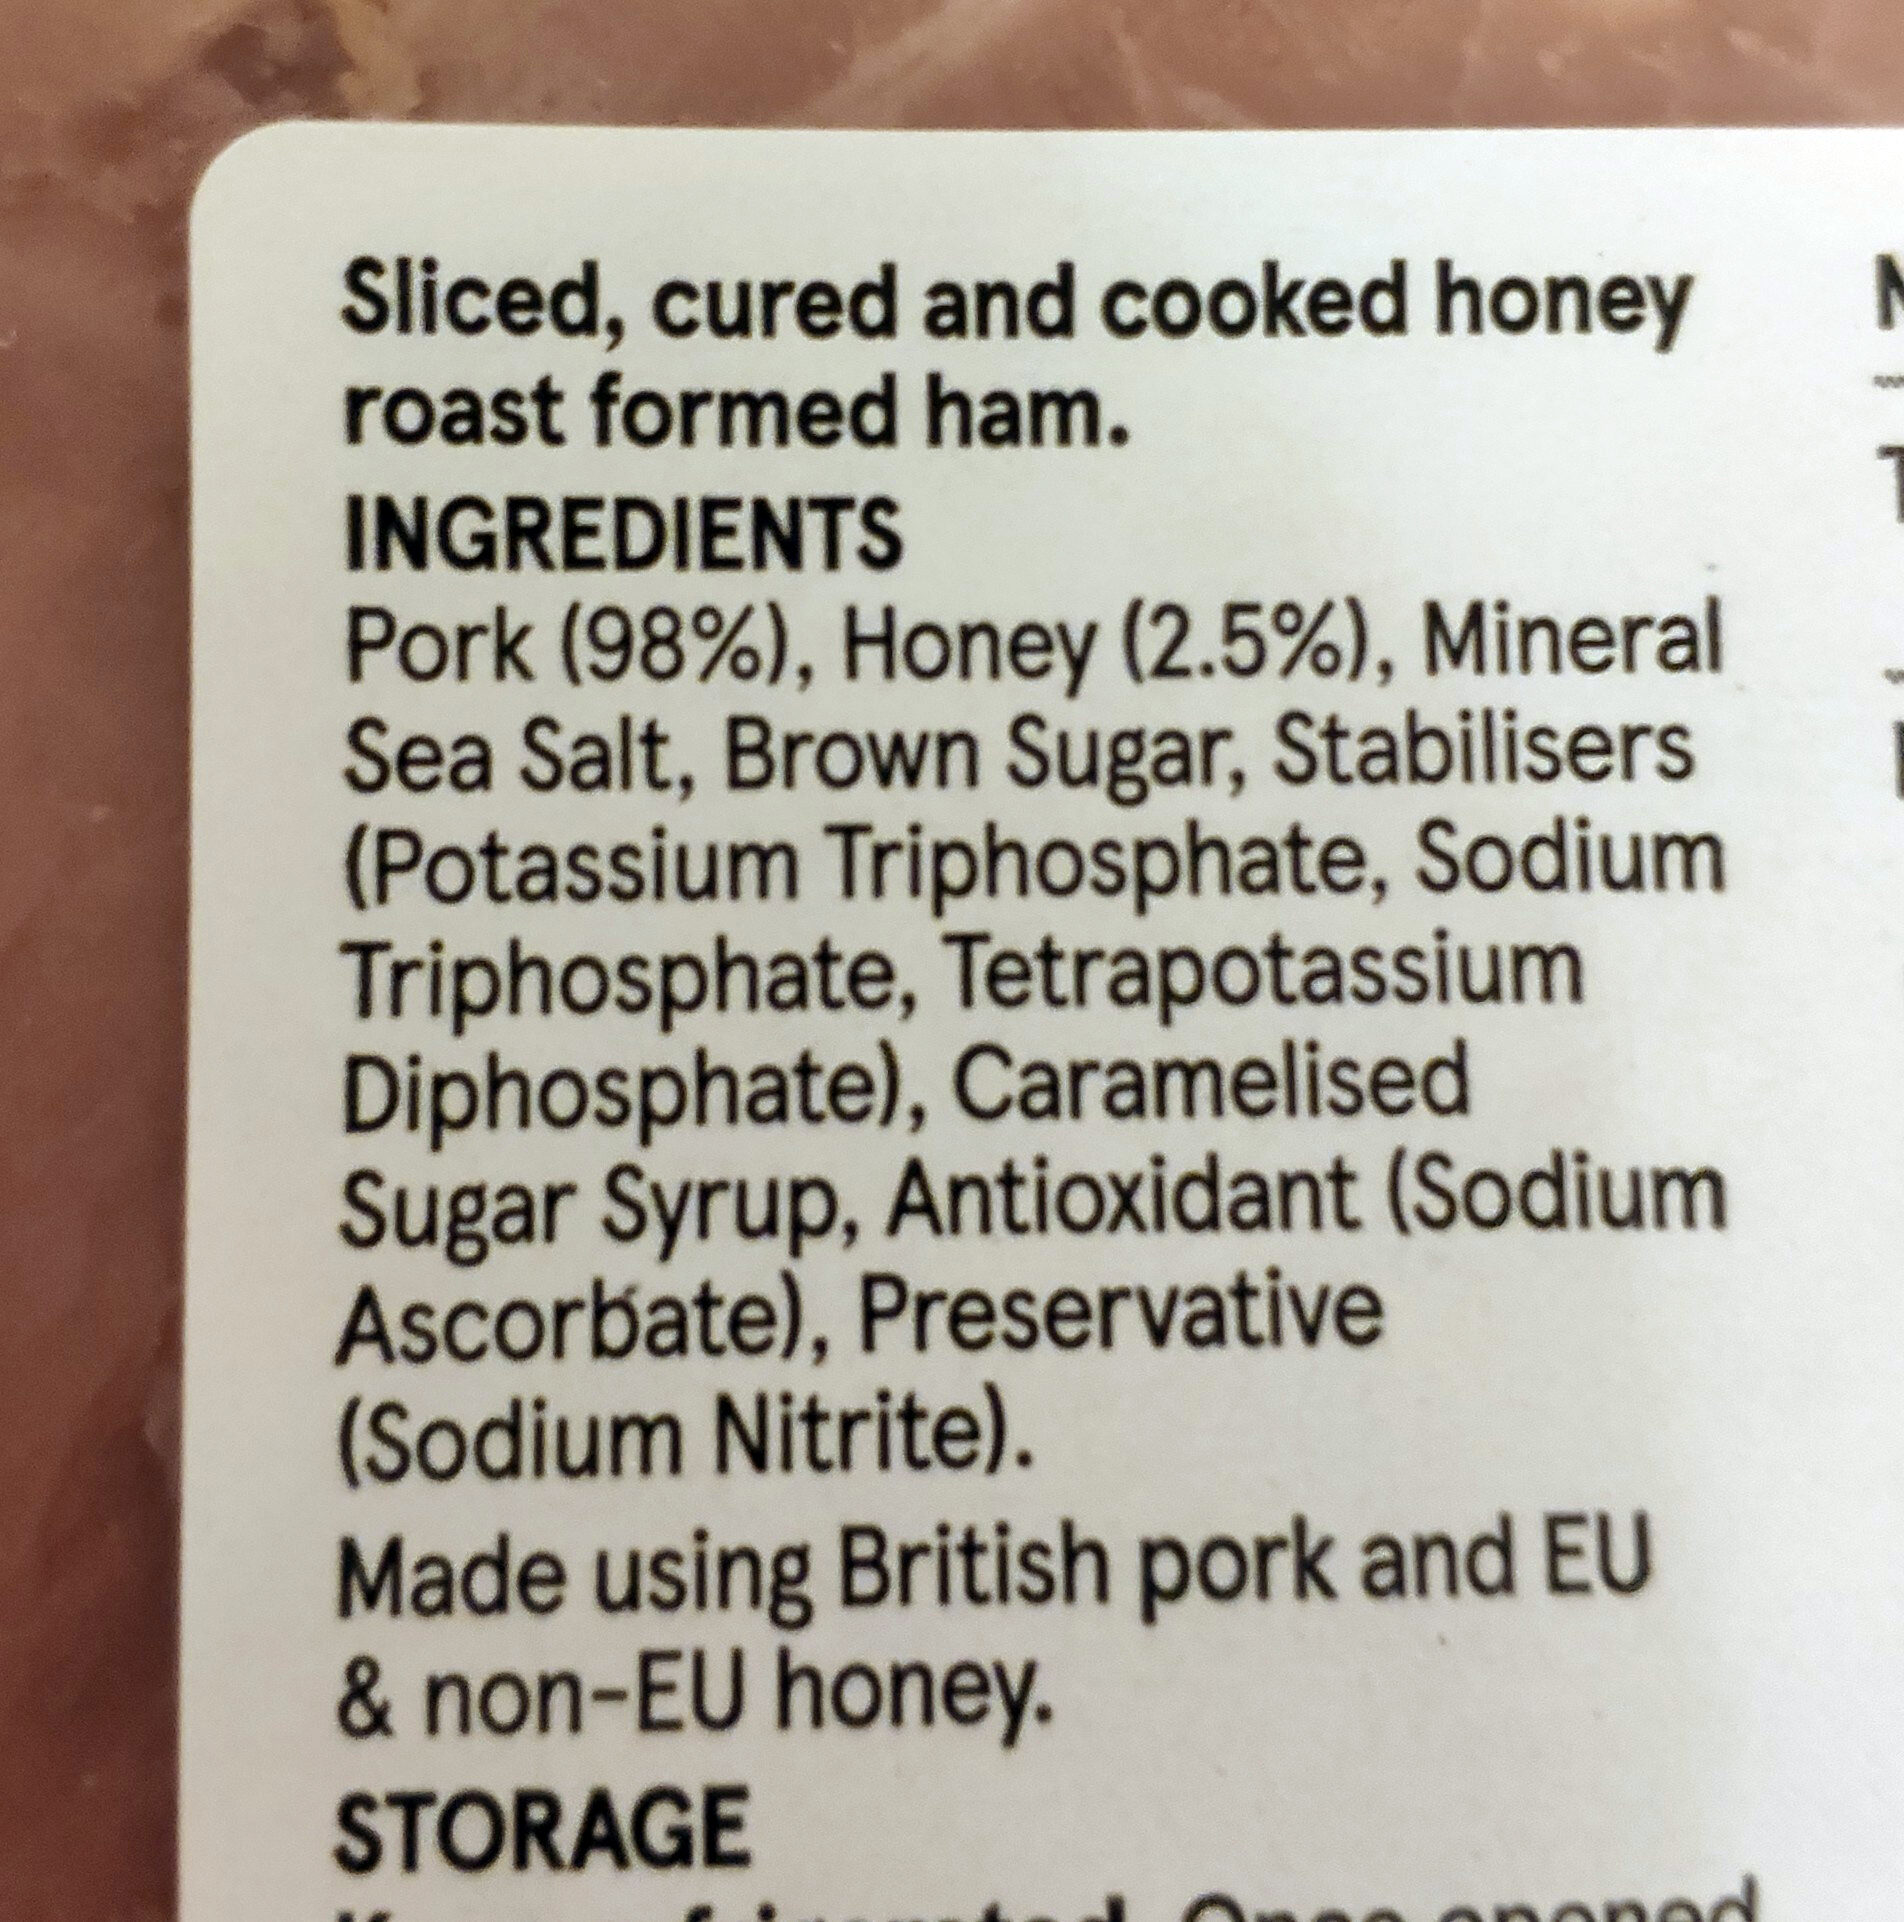 Sliced, cured and cooked honey
roast formed ham.
INGREDIENTS
Pork (98%), Honey (2.5%), Mineral
Sea Salt, Brown Sugar, Stabilisers
(Potassium Triphosphate, Sodium
Triphosphate, Tetrapotassium
Diphosphate), Caramelised
Sugar Syrup, Antioxidant (Sodium
Ascorbate), Preservative
(Sodium Nitrite).
Made using British pork and EU
& non-EU honey.
STORAGE
Once opened